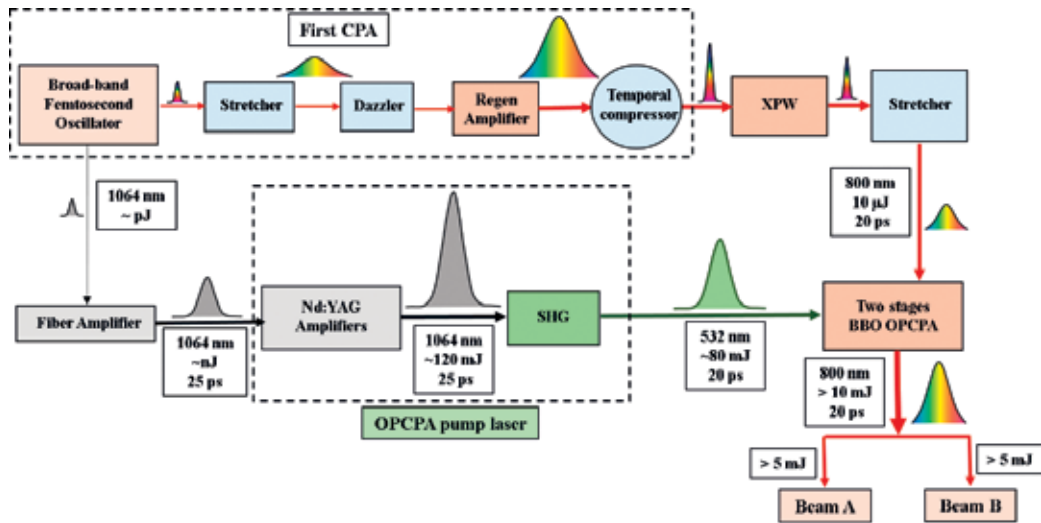 First CPA
Broad-band
Femtosecond
Oscillator
Stretcher
Dazzler
Regen
Amplifier
Temporal
compressor
XPW
Stretcher
1064 nm
~ pJ
800 nm
10 µJ
20 ps
Fiber Amplifier
1064 nm
~nJ
25 ps
Nd:YAG
Amplifiers
1064 nm
~120 mJ
25 ps
SHG
532 nm
~80 mJ
20 ps
Two stages
BBO OPCPA
OPCPA pump laser
800 nm
> 10 mJ
20 ps
> 5 mJ
> 5 mJ
Beam A
Beam B